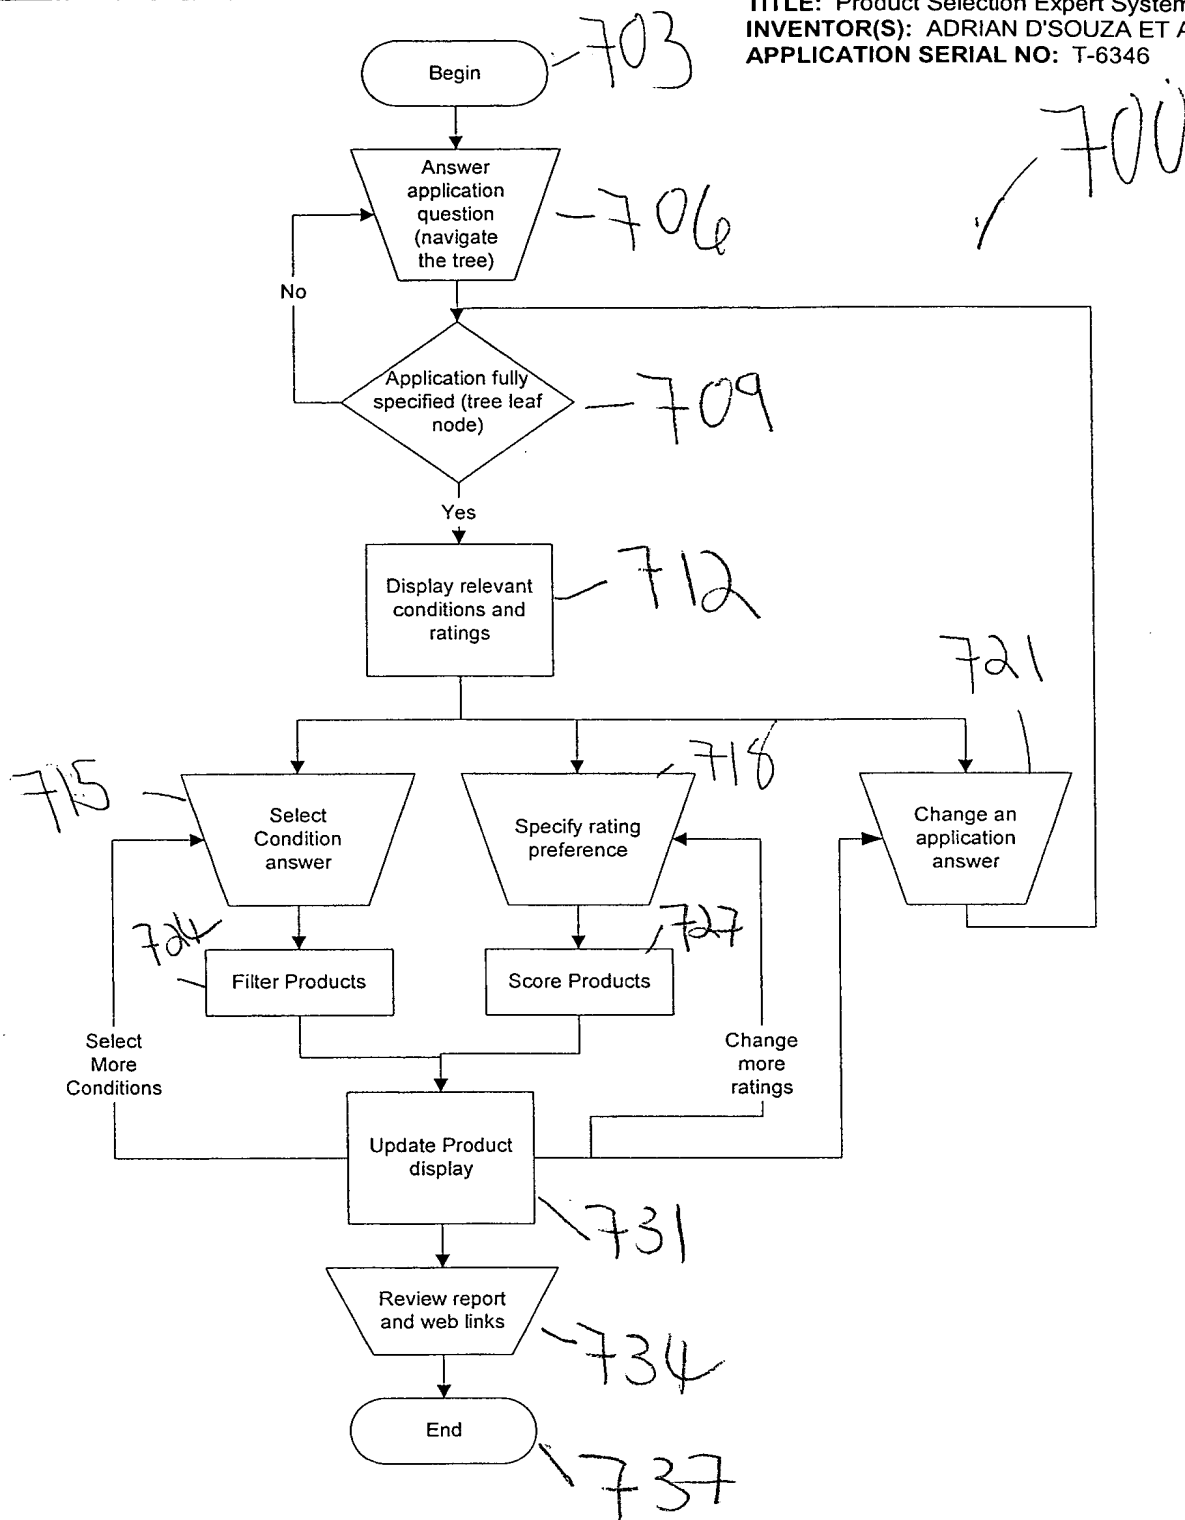 TITLE: Product Selection Expert System
INVENTOR(S): ADRIAN D'SOUZA ET A
APPLICATION SERIAL NO: T-6346
Begin
703
700
Answer
application
question
(navigate
the tree)
706
No
Application fully
specified (tree leaf
node)
709
Yes
Display relevant
conditions and
ratings
712
721
715
718
Select
Condition
answer
Specify rating
preference
Change an
application
answer
724
727
Filter Products
Score Products
Select
More
Conditions
Change
more
ratings
Update Product
display
731
Review report
and web links
734
End
737